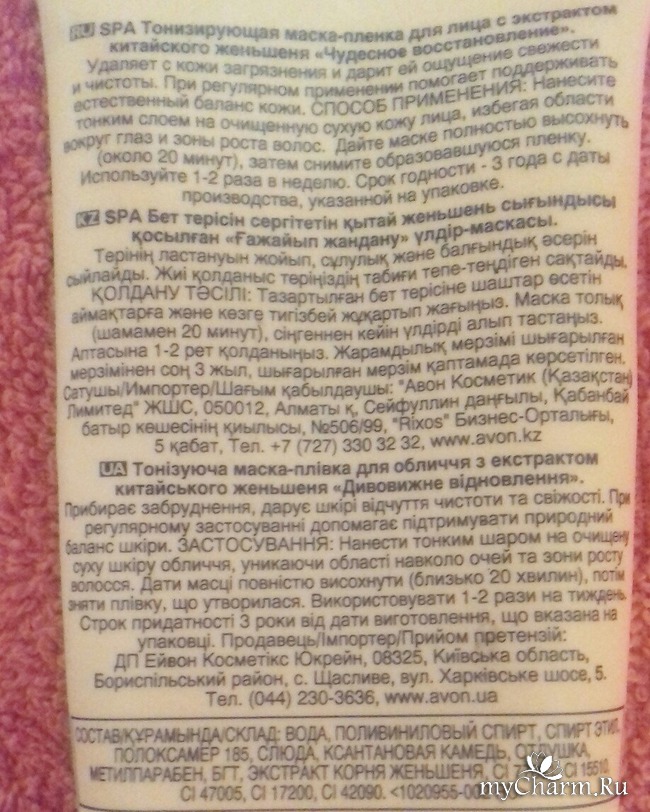 RU SPA Тонизирующая маска-пленка для лица с экстрактом
китайского женьшеня «Чудесное восстановление».
Удаляет с кожи загрязнения и дарит ей ощущение свежести
и чистоты. При регулярном применении помогает поддерживать
естественный баланс кожи. СПОСОБ ПРИМЕНЕНИЯ: Нанесите
тонким слоем на очищенную сухую кожу лица, избегая области
вокруг глаз и зоны роста волос. Дайте маске полностью высохнуть
(около 20 минут), затем снимите образовавшуюся пленку.
Используйте 1-2 раза в неделю. Срок годности - 3 года с даты
производства, указанной на упаковке.
KZ SPA Бет терісін сергітетін қытай женьшень сығындысы
қосылған «Ғажайып жандану» үлдір-маскасы.
Терінің ластануын жойып, сұлулық және балғындық әсерін
сыйлайды. Жиі қолданыс теріңіздің табиғи тепе-теңдіген сақтайды.
ҚОЛДАНУ ТӘСІЛІ: Тазартылған бет терісіне шаштар өсетін
аймақтарға және көзге тигізбей жұқартып жағыңыз. Маска толық
(шамамен 20 минут), сіңгеннен кейін үлдірді алып тастаңыз.
Аптасына 1-2 рет қолданыңыз. Жарамдылық мерзімі шығарылған
мерзімінен соң 3 жыл, шығарылған мерзім қаптамада көрсетілген.
Сатушы/Импортер/Шағым қабылдаушы: "Авон Косметик (Қазақстан)
Лимитед" ЖШС, 050012, Алматы қ, Сейфуллин даңғылы, Қабанбай
батыр көшесінің қиылысы, №506/99, "Rixos" Бизнес-Орталығы,
5 қабат, Тел. +7 (727) 330 32 32, www.avon.kz
UA Тонізуюча маска-плівка для обличчя з екстрактом
китайського женьшеня «Дивовижне відновлення».
Прибирає забруднення, дарує шкірі відчуття чистоти та свіжості. При
регулярному застосуванні допомагає підтримувати природний
баланс шкіри. ЗАСТОСУВАННЯ: Нанести тонким шаром на очищену
суху шкіру обличчя, уникаючи області навколо очей та зони росту
волосся. Дати масці повністю висохнути (близько 20 хвилин), потім
зняти плівку, що утворилася. Використовувати 1-2 рази на тиждень.
Строк придатності 3 роки від дати виготовлення, що вказана на
упаковці. Продавець/Імпортер/Прийом претензій:
ДП Ейвон Косметікс Юкрейн, 08325, Київська область,
Бориспільський район, с. Щасливе, вул. Харківське шосе, 5.
Тел. (044) 230-3636, www.avon.ua
СОСТАВ/ҚҰРАМЫНДА/СКЛАД: ВОДА, ПОЛИВИНИЛОВЫЙ СПИРТ, СПИРТ ЭТИЛ.
ПОЛОКСАМЕР 185, СЛЮДА, КСАНТАНОВАЯ КАМЕДЬ, ОТДУШКА,
МЕТИЛПАРАБЕН, БГТ, ЭКСТРАКТ КОРНЯ ЖЕНЬШЕНЯ, CI CI 15510
CI 47005, CI 17200, CI 42090.
myCharm.Ru